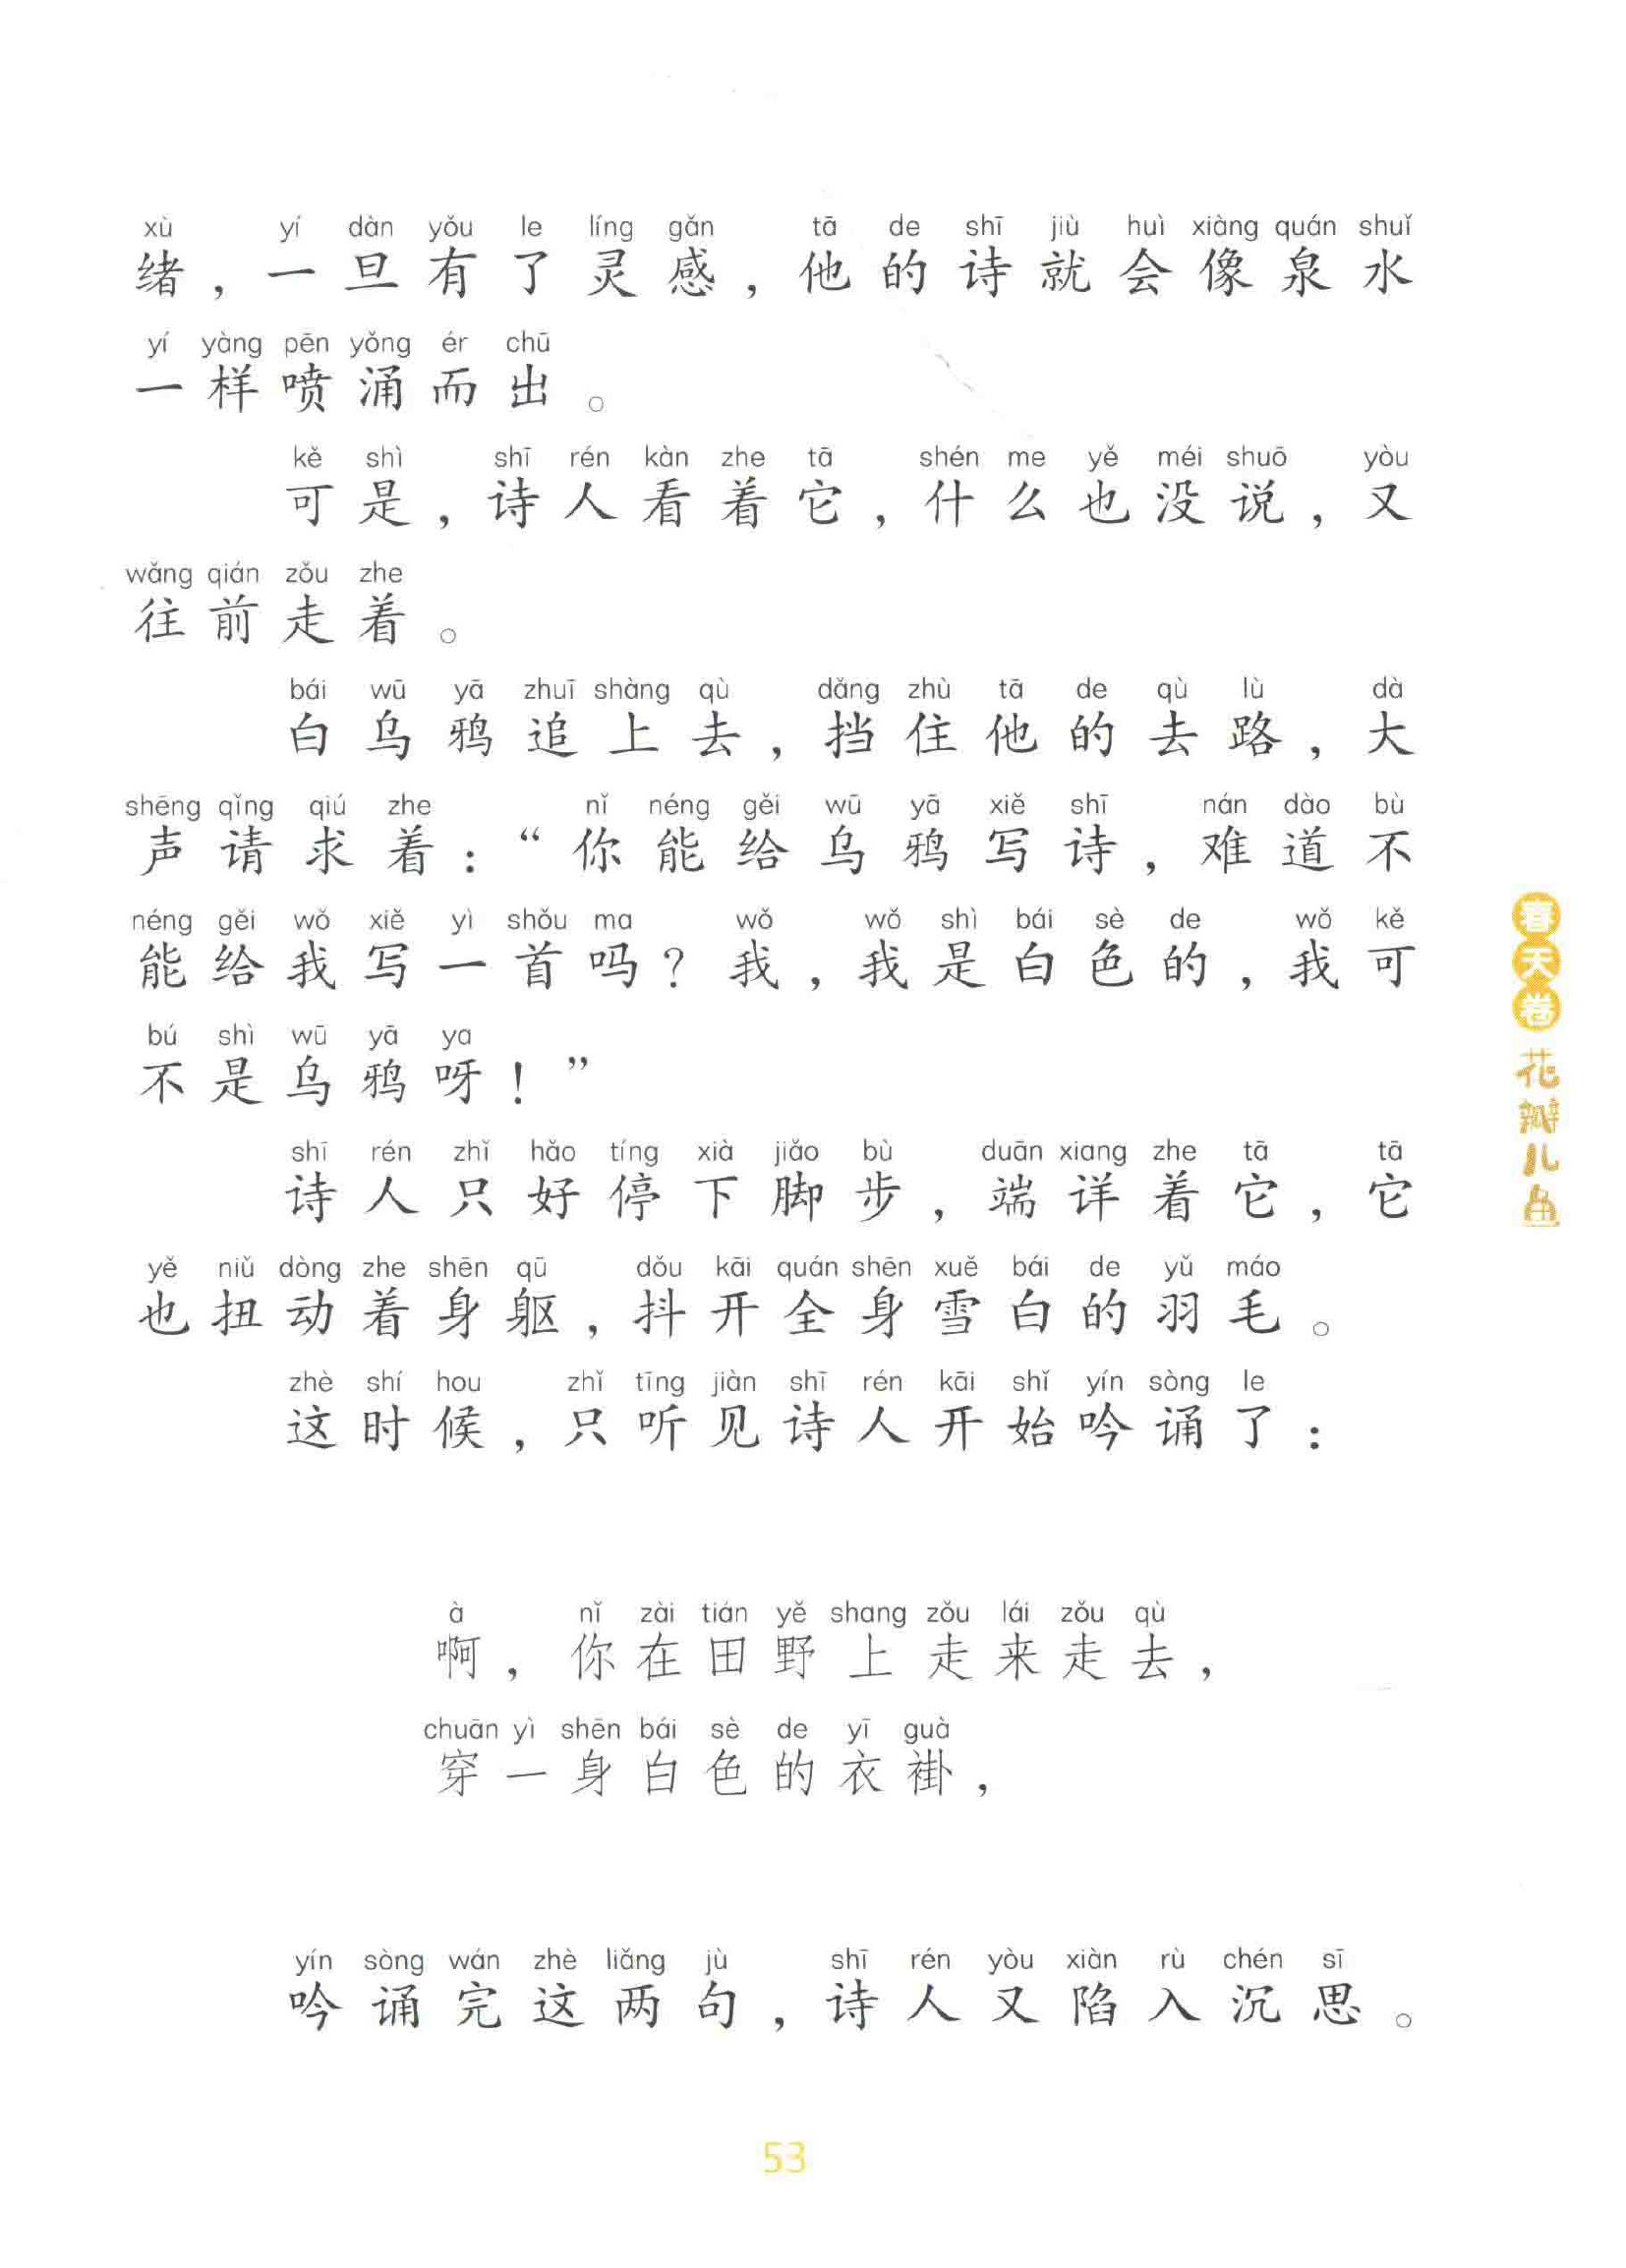 xù yí dàn yǒu le líng gǎn tā de shī jiù huì xiàng quán shuǐ
绪，一旦有了灵感，他的诗就会像泉水
yí yàng pēn yǒng ér chū
一样喷涌而出。
kě shì shī rén kàn zhe tā shén me yě méi shuō yòu
可是，诗人看着它，什么也没说，又
wǎng qián zǒu zhe
往前走着。
bái wū yā zhuī shàng qù dǎng zhù tā de qù lù dà
白乌鸦追上去，挡住他的去路，大
shēng qǐng qiú zhe nǐ néng gěi wū yā xiě shī nán dào bù
声请求着：“你能给乌鸦写诗，难道不
néng gěi wǒ xiě yì shǒu ma wǒ wǒ shì bái sè de wǒ kě
能给我写一首吗？我，我是白色的，我可
bú shì wū yā ya
不是乌鸦呀！”
shī rén zhǐ hǎo tíng xià jiǎo bù duān xiang zhe tā tā
诗人只好停下脚步，端详着它，它
yě niǔ dòng zhe shēn qū dǒu kāi quán shēn xuě bái de yǔ máo
也扭动着身躯，抖开全身雪白的羽毛。
zhè shí hou zhǐ tīng jiàn shī rén kāi shǐ yín sòng le
这时候，只听见诗人开始吟诵了：
à nǐ zài tián yě shang zǒu lái zǒu qù
啊，你在田野上走来走去，
chuān yì shēn bái sè de yī guà
穿一身白色的衣褂，
yín sòng wán zhè liǎng jù shī rén yòu xiàn rù chén sī
吟诵完这两句，诗人又陷入沉思。
春天卷 花瓣儿鱼
53